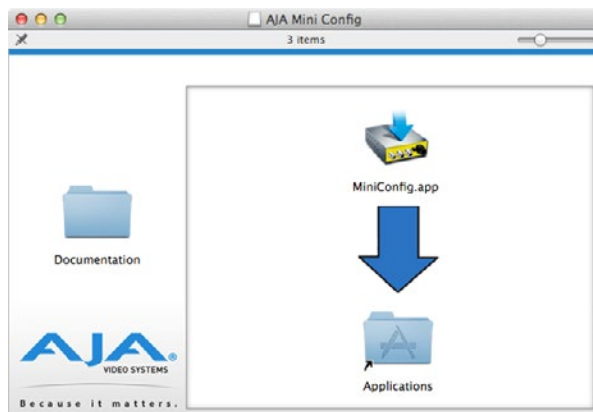 AJA Mini Config
3 items
MiniConfig.app
Documentation
Applications
AJA®
VIDEO SYSTEMS
Because it matters.